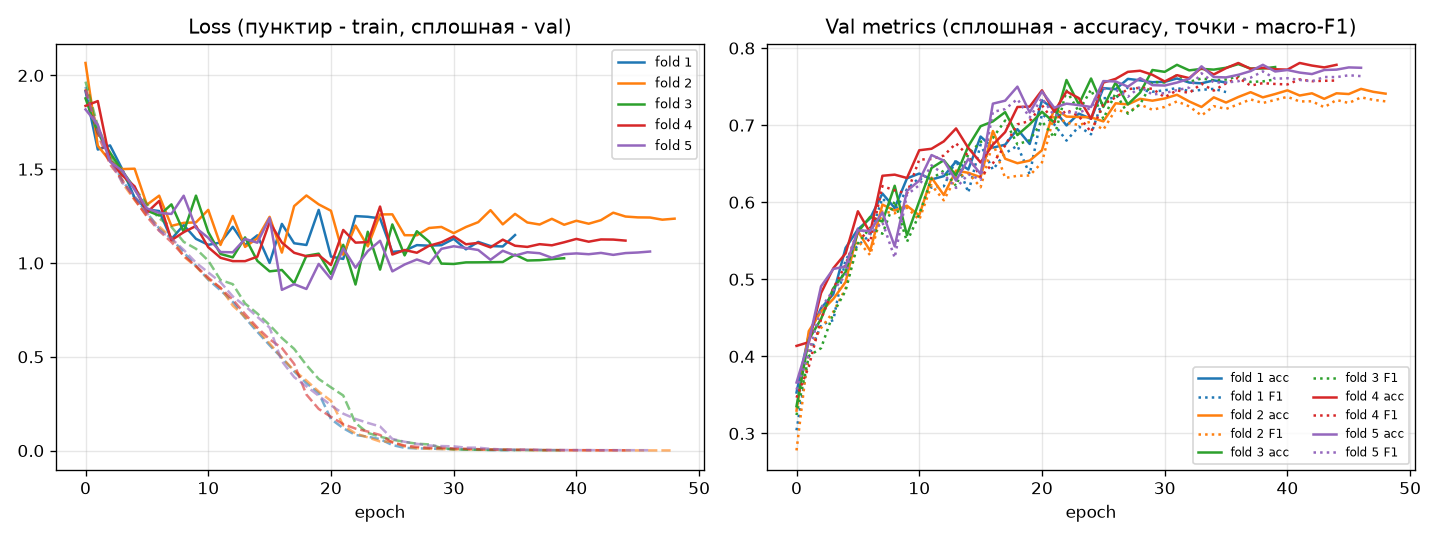 Loss (пунктир - train, сплошная - val)
2.0
1.5
1.0
0.5
0.0
0
10
20
30
40
50
epoch
fold 1
fold 2
fold 3
fold 4
fold 5
Val metrics (сплошная - accuracy, точки - macro-F1)
0.8
0.7
0.6
0.5
0.4
0.3
0
10
20
30
40
50
epoch
fold 1 acc
fold 1 F1
fold 2 acc
fold 2 F1
fold 3 acc
fold 3 F1
fold 4 acc
fold 4 F1
fold 5 acc
fold 5 F1